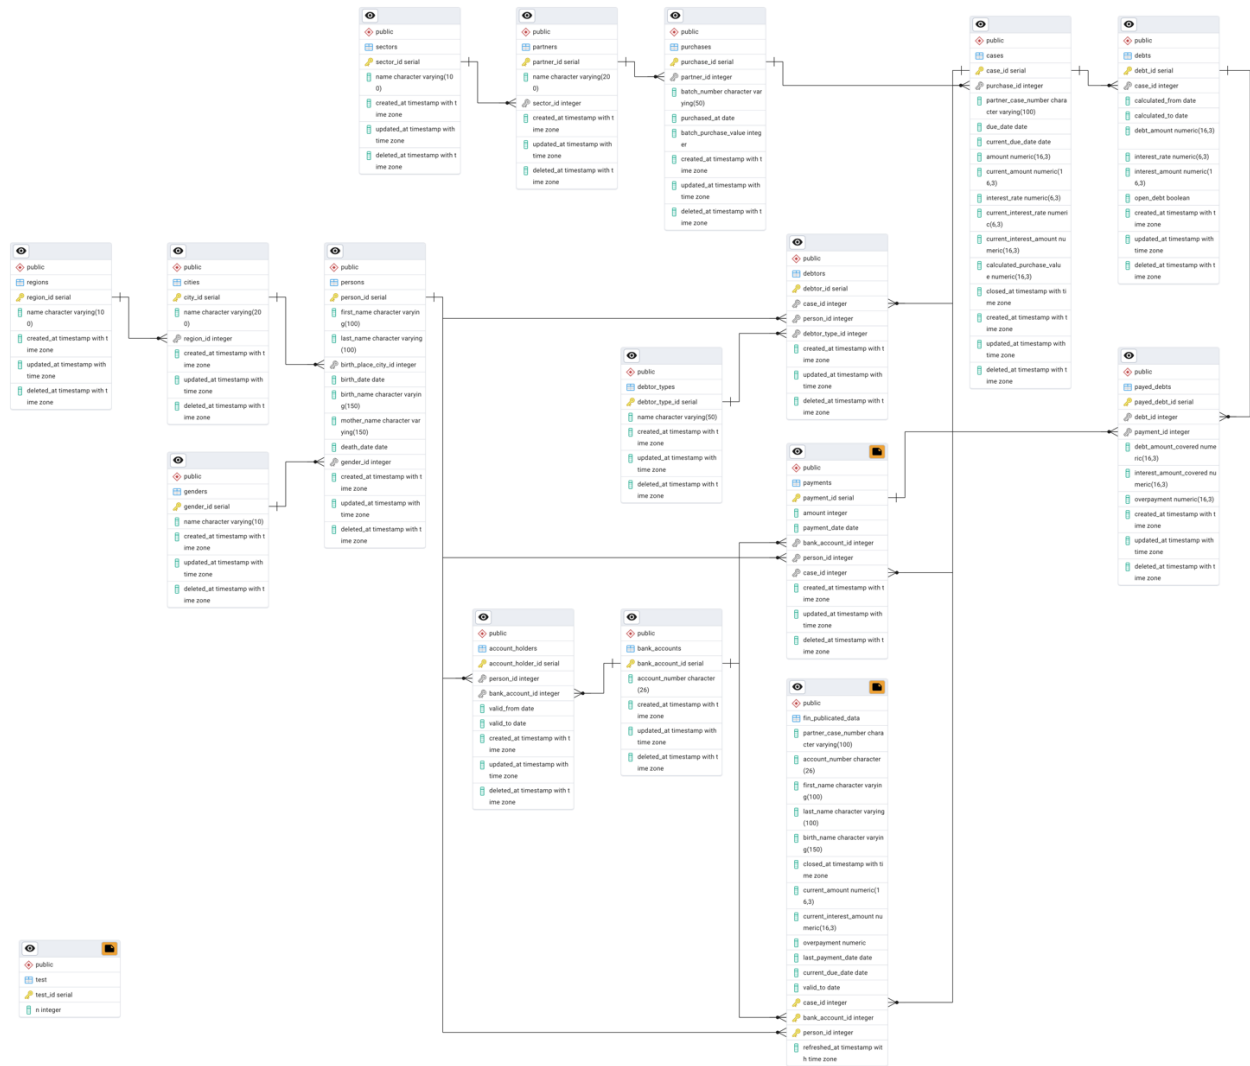 public
sectors
sector_id serial
name character varying(10
0)
created_at timestamp with t
ime zone
updated_at timestamp with
time zone
deleted_at timestamp with t
ime zone
public
partners
partner_id serial
name character varying(20
0)
sector_id integer
created_at timestamp with t
ime zone
updated_at timestamp with
time zone
deleted_at timestamp with t
ime zone
public
purchases
purchase_id serial
partner_id integer
batch_number character var
ying(50)
purchased_at date
batch_purchase_value integ
er
created_at timestamp with t
ime zone
updated_at timestamp with
time zone
deleted_at timestamp with t
ime zone
public
cases
case_id serial
purchase_id integer
partner_case_number chara
cter varying(100)
due_date date
current_due_date date
amount numeric(16,3)
current_amount numeric(1
6,3)
interest_rate numeric(6,3)
current_interest_rate numeri
c(6,3)
current_interest_amount nu
meric(16,3)
calculated_purchase_valu
e numeric(16,3)
closed_at timestamp with ti
me zone
created_at timestamp with t
ime zone
updated_at timestamp with
time zone
deleted_at timestamp with t
ime zone
public
debts
debt_id serial
case_id integer
calculated_from date
calculated_to date
debt_amount numeric(16,3)
interest_rate numeric(6,3)
interest_amount numeric(1
6,3)
open_debt boolean
created_at timestamp with t
ime zone
updated_at timestamp with
time zone
deleted_at timestamp with t
ime zone
public
regions
region_id serial
name character varying(10
0)
created_at timestamp with t
ime zone
updated_at timestamp with
time zone
deleted_at timestamp with t
ime zone
public
cities
city_id serial
name character varying(20
0)
region_id integer
created_at timestamp with t
ime zone
updated_at timestamp with
time zone
deleted_at timestamp with t
ime zone
public
persons
person_id serial
first_name character varyin
g(100)
last_name character varying
(100)
birth_place_city_id integer
birth_date date
birth_name character varyin
g(150)
mother_name character var
ying(150)
death_date date
gender_id integer
created_at timestamp with t
ime zone
updated_at timestamp with
time zone
deleted_at timestamp with t
ime zone
public
debtors
debtor_id serial
case_id integer
person_id integer
debtor_type_id integer
created_at timestamp with t
ime zone
updated_at timestamp with
time zone
deleted_at timestamp with t
ime zone
public
debtor_types
debtor_type_id serial
name character varying(50)
created_at timestamp with t
ime zone
updated_at timestamp with
time zone
deleted_at timestamp with t
ime zone
public
payed_debts
payed_debt_id serial
debt_id integer
payment_id integer
debt_amount_covered nume
ric(16,3)
interest_amount_covered nu
meric(16,3)
overpayment numeric(16,3)
created_at timestamp with t
ime zone
updated_at timestamp with
time zone
deleted_at timestamp with t
ime zone
public
genders
gender_id serial
name character varying(10)
created_at timestamp with t
ime zone
updated_at timestamp with
time zone
deleted_at timestamp with t
ime zone
public
payments
payment_id serial
amount integer
payment_date date
bank_account_id integer
person_id integer
case_id integer
created_at timestamp with t
ime zone
updated_at timestamp with
time zone
deleted_at timestamp with t
ime zone
public
account_holders
account_holder_id serial
person_id integer
bank_account_id integer
valid_from date
valid_to date
created_at timestamp with t
ime zone
updated_at timestamp with
time zone
deleted_at timestamp with t
ime zone
public
bank_accounts
bank_account_id serial
account_number character
(26)
created_at timestamp with t
ime zone
updated_at timestamp with
time zone
deleted_at timestamp with t
ime zone
public
fin_publicated_data
partner_case_number chara
cter varying(100)
account_number character
(26)
first_name character varyin
g(100)
last_name character varying
(100)
birth_name character varyin
g(150)
closed_at timestamp with ti
me zone
current_amount numeric(1
6,3)
current_interest_amount nu
meric(16,3)
overpayment numeric
last_payment_date date
current_due_date date
valid_to date
case_id integer
bank_account_id integer
person_id integer
refreshed_at timestamp wit
h time zone
public
test
test_id serial
n integer